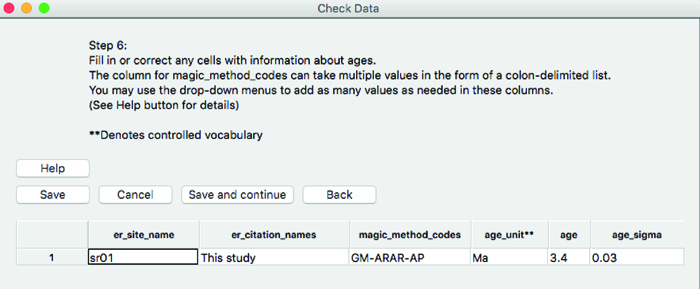 Check Data
Step 6:
Fill in or correct any cells with information about ages.
The column for magic_method_codes can take multiple values in the form of a colon-delimited list.
You may use the drop-down menus to add as many values as needed in these columns.
(See Help button for details)
**Denotes controlled vocabulary
Help
Save Cancel Save and continue Back
er_site_name er_citation_names magic_method_codes age_unit** age age_sigma
1 sr01 This study GM-ARAR-AP Ma 3.4 0.03